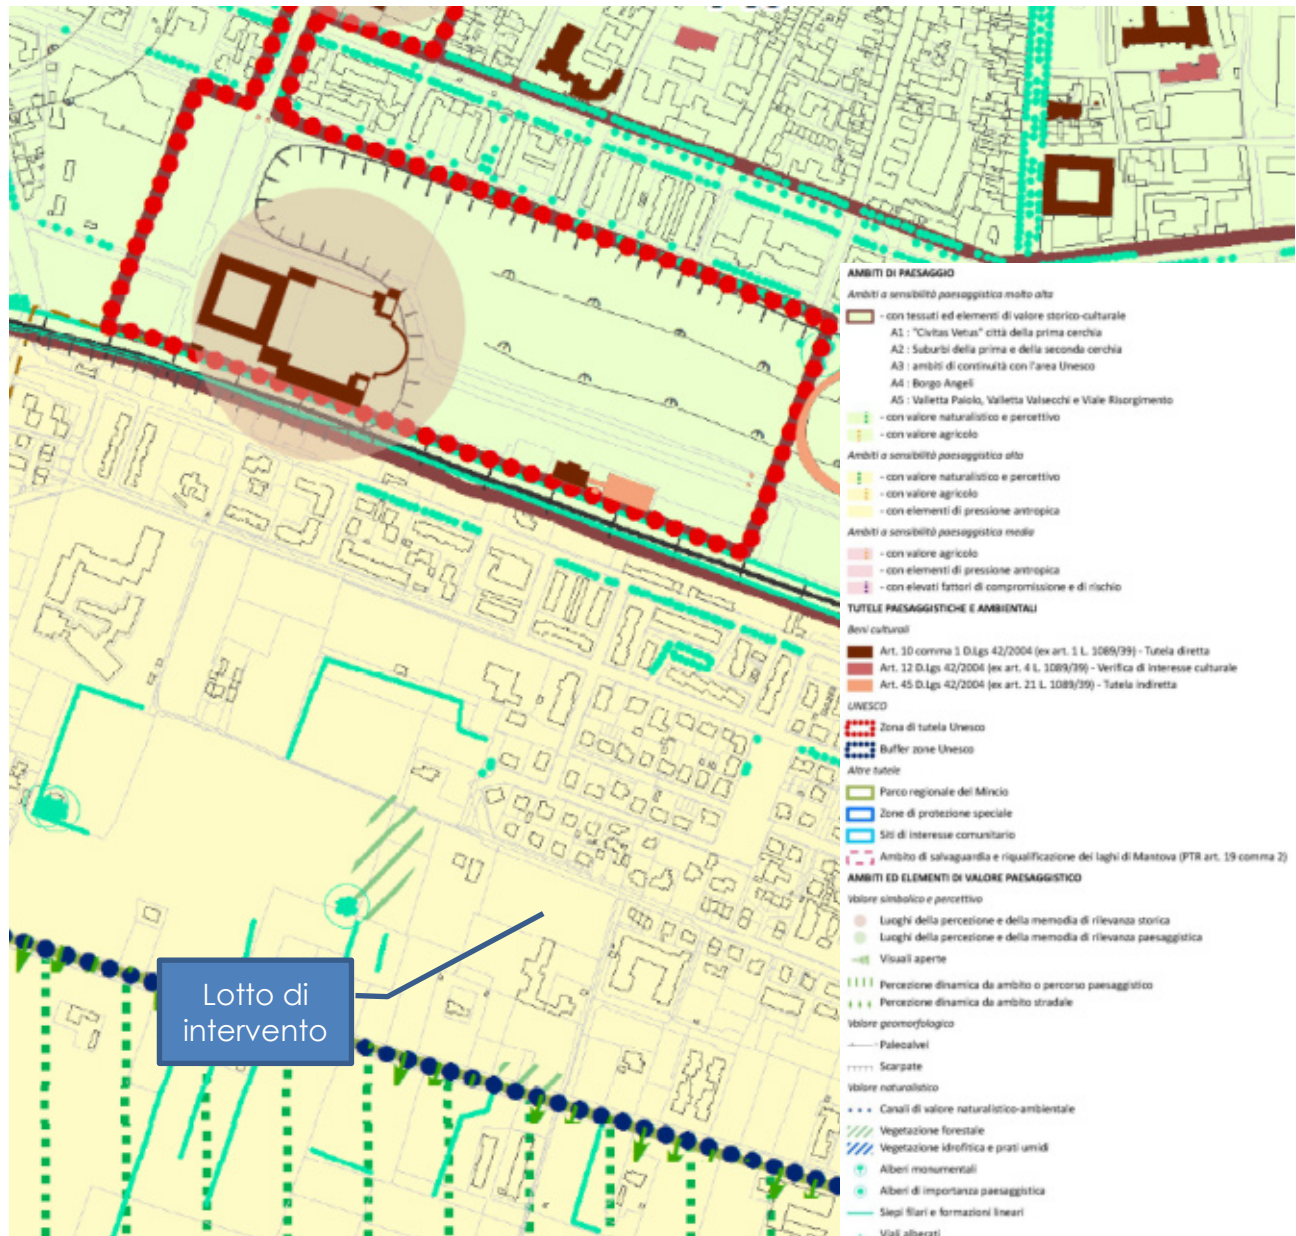 AMBITI DI PAESAGGIO
Ambiti a sensibilità paesaggistica molto alta
- con tessuti ed elementi di valore storico-culturale
A1 : "Civitas Vetus" città della prima cerchia
A2 : Suburbi della prima e della seconda cerchia
A3 : ambiti di continuità con l'area Unesco
A4 : Borgo Angeli
A5 : Valletta Paiolo, Valletta Valsecchi e Viale Risorgimento
- con valore naturalistico e percettivo
- con valore agricolo
Ambiti a sensibilità paesaggistica alta
- con valore naturalistico e percettivo
- con valore agricolo
- con elementi di pressione antropica
Ambiti a sensibilità paesaggistica media
- con valore agricolo
- con elementi di pressione antropica
- con elevati fattori di compromissione e di rischio
TUTELE PAESAGGISTICHE E AMBIENTALI
Beni culturali
Art. 10 comma 1 D.Lgs 42/2004 (ex art. 1 L. 1089/39) - Tutela diretta
Art. 12 D.Lgs 42/2004 (ex art. 4 L. 1089/39) - Verifica di interesse culturale
Art. 45 D.Lgs 42/2004 (ex art. 21 L. 1089/39) - Tutela indiretta
UNESCO
Zona di tutela Unesco
Buffer zone Unesco
Altre tutele
Parco regionale del Mincio
Zone di protezione speciale
Siti di interesse comunitario
Ambito di salvaguardia e riqualificazione dei laghi di Mantova (PTR art. 19 comma 2)
AMBITI ED ELEMENTI DI VALORE PAESAGGISTICO
Valore simbolico e percettivo
Luoghi della percezione e della memodia di rilevanza storica
Luoghi della percezione e della memodia di rilevanza paesaggistica
Visuali aperte
Percezione dinamica da ambito o percorso paesaggistico
Percezione dinamica da ambito stradale
Valore geomorfologico
Paleoalvei
Scarpate
Valore naturalistico
Canali di valore naturalistico-ambientale
Vegetazione forestale
Vegetazione idrofitica e prati umidi
Alberi monumentali
Alberi di importanza paesaggistica
Siepi filari e formazioni lineari
Viali alberati
Lotto di
intervento